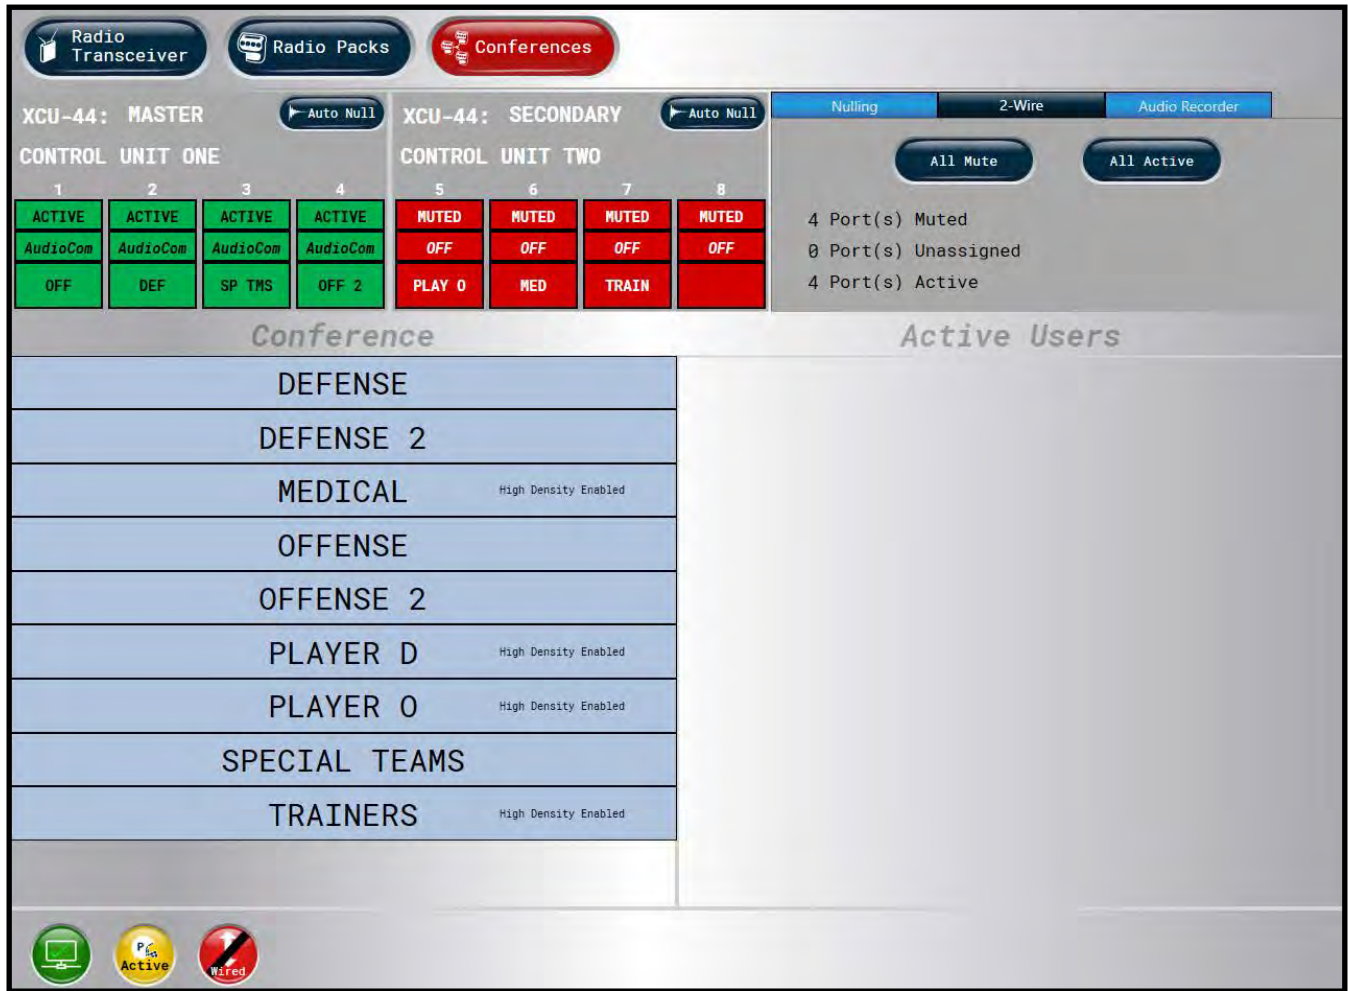 Radio
Transceiver
Radio Packs
Conferences
XCU-44: MASTER
Auto Null
XCU-44: SECONDARY
Auto Null
Nulling 2-Wire Audio Recorder
CONTROL UNIT ONE
CONTROL UNIT TWO
All Mute All Active
1 2 3 4 5 6 7 8
ACTIVE ACTIVE ACTIVE ACTIVE MUTED MUTED MUTED MUTED
AudioCom AudioCom AudioCom AudioCom OFF OFF OFF OFF
OFF DEF SP TMS OFF 2 PLAY O MED TRAIN
4 Port(s) Muted
0 Port(s) Unassigned
4 Port(s) Active
Conference Active Users
DEFENSE
DEFENSE 2
MEDICAL High Density Enabled
OFFENSE
OFFENSE 2
PLAYER D High Density Enabled
PLAYER O High Density Enabled
SPECIAL TEAMS
TRAINERS High Density Enabled
P
Active
Wired